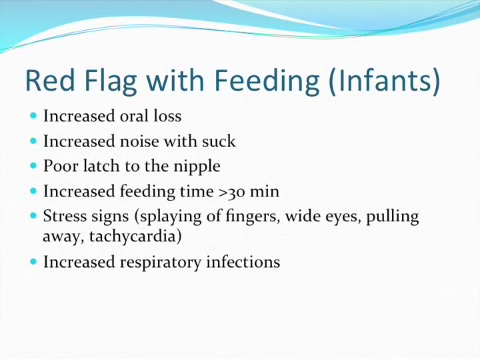 Red Flag with Feeding (Infants)
Increased oral loss
Increased noise with suck
Poor latch to the nipple
Increased feeding time >30 min
Stress signs (splaying of fingers, wide eyes, pulling
away, tachycardia)
Increased respiratory infections